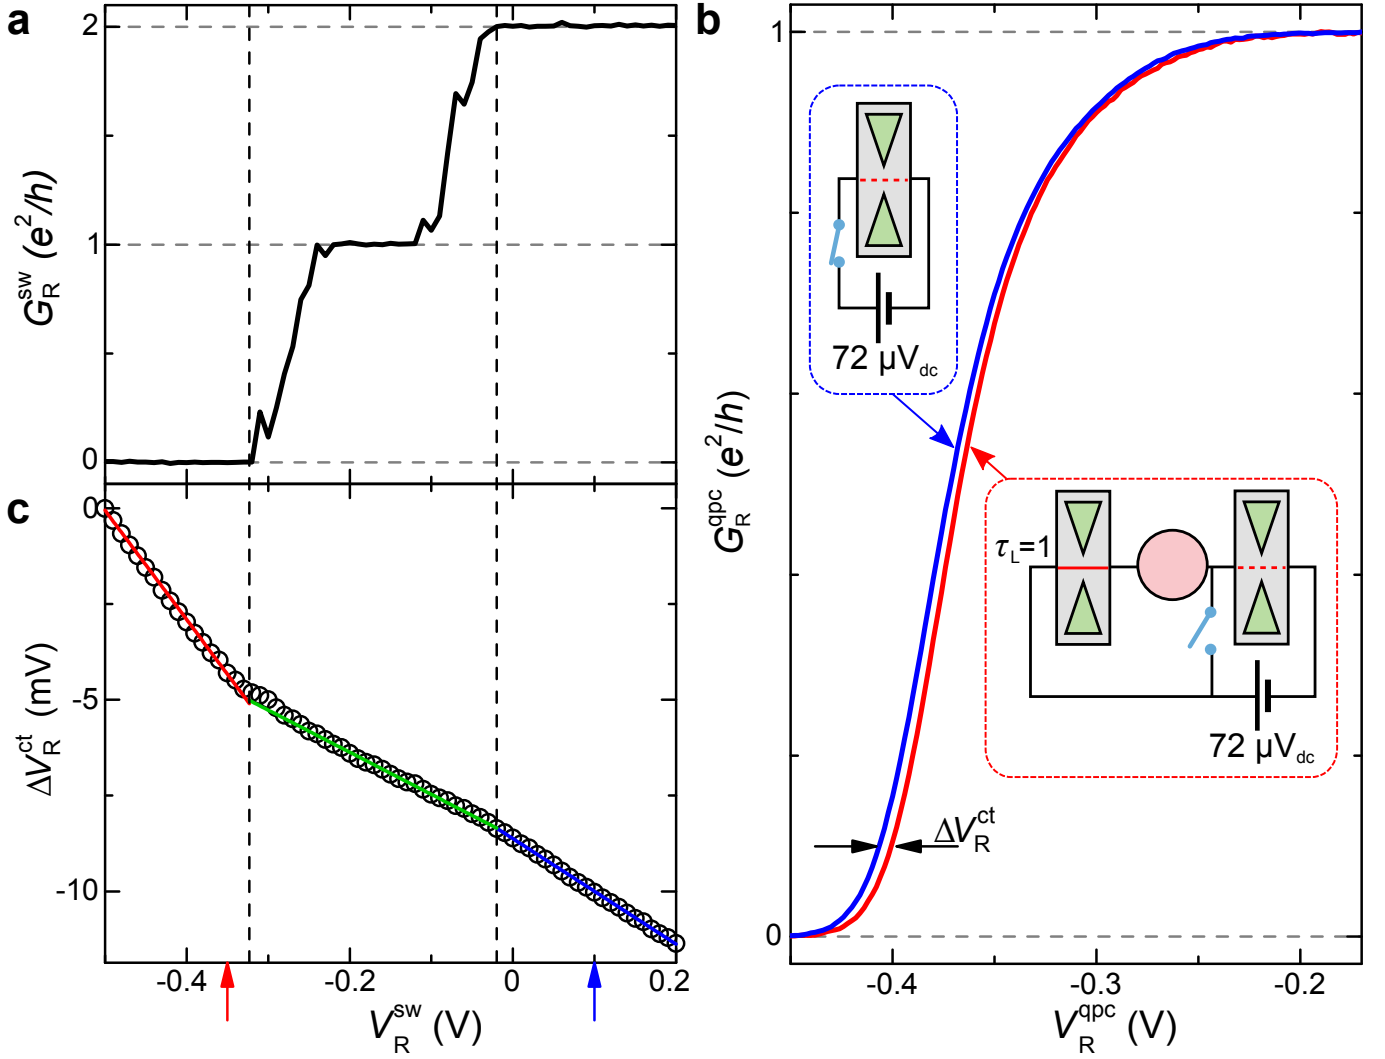 a
2
1
0
G_R^sw (e²/h)
c
0
-5
-10
ΔV_R^ct (mV)
-0.4
-0.2
0
0.2
V_R^sw (V)
b
1
0
G_R^qpc (e²/h)
72 µV_dc
τ_L=1
72 µV_dc
ΔV_R^ct
-0.4
-0.3
-0.2
V_R^qpc (V)